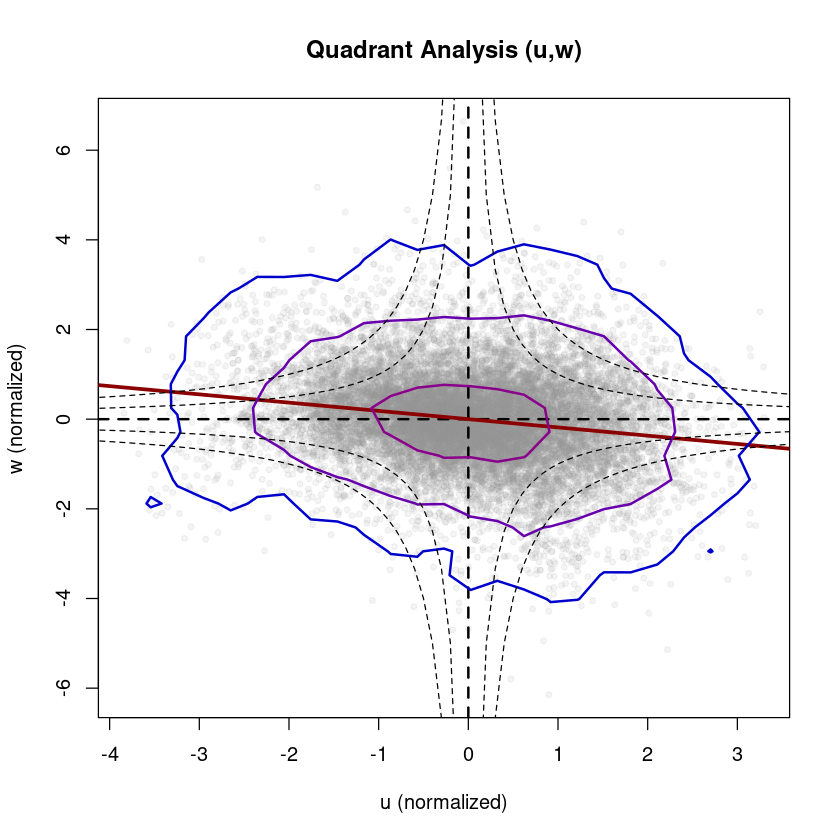 Quadrant Analysis (u,w)
w (normalized)
6
4
2
0
-2
-4
-6
-4 -3 -2 -1 0 1 2 3
u (normalized)